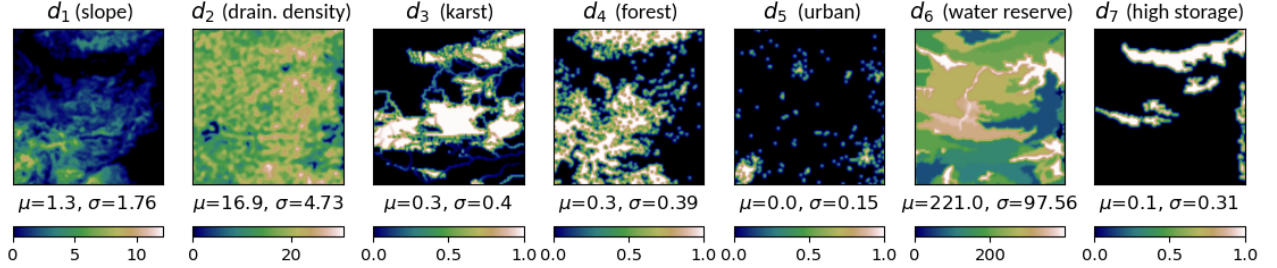 d₁ (slope) d₂ (drain. density) d₃ (karst) d₄ (forest) d₅ (urban) d₆ (water reserve) d₇ (high storage)
μ=1.3, σ=1.76 μ=16.9, σ=4.73 μ=0.3, σ=0.4 μ=0.3, σ=0.39 μ=0.0, σ=0.15 μ=221.0, σ=97.56 μ=0.1, σ=0.31
0 5 10 0 20 0.0 0.5 1.0 0.0 0.5 1.0 0.0 0.5 1.0 0 200 0.0 0.5 1.0